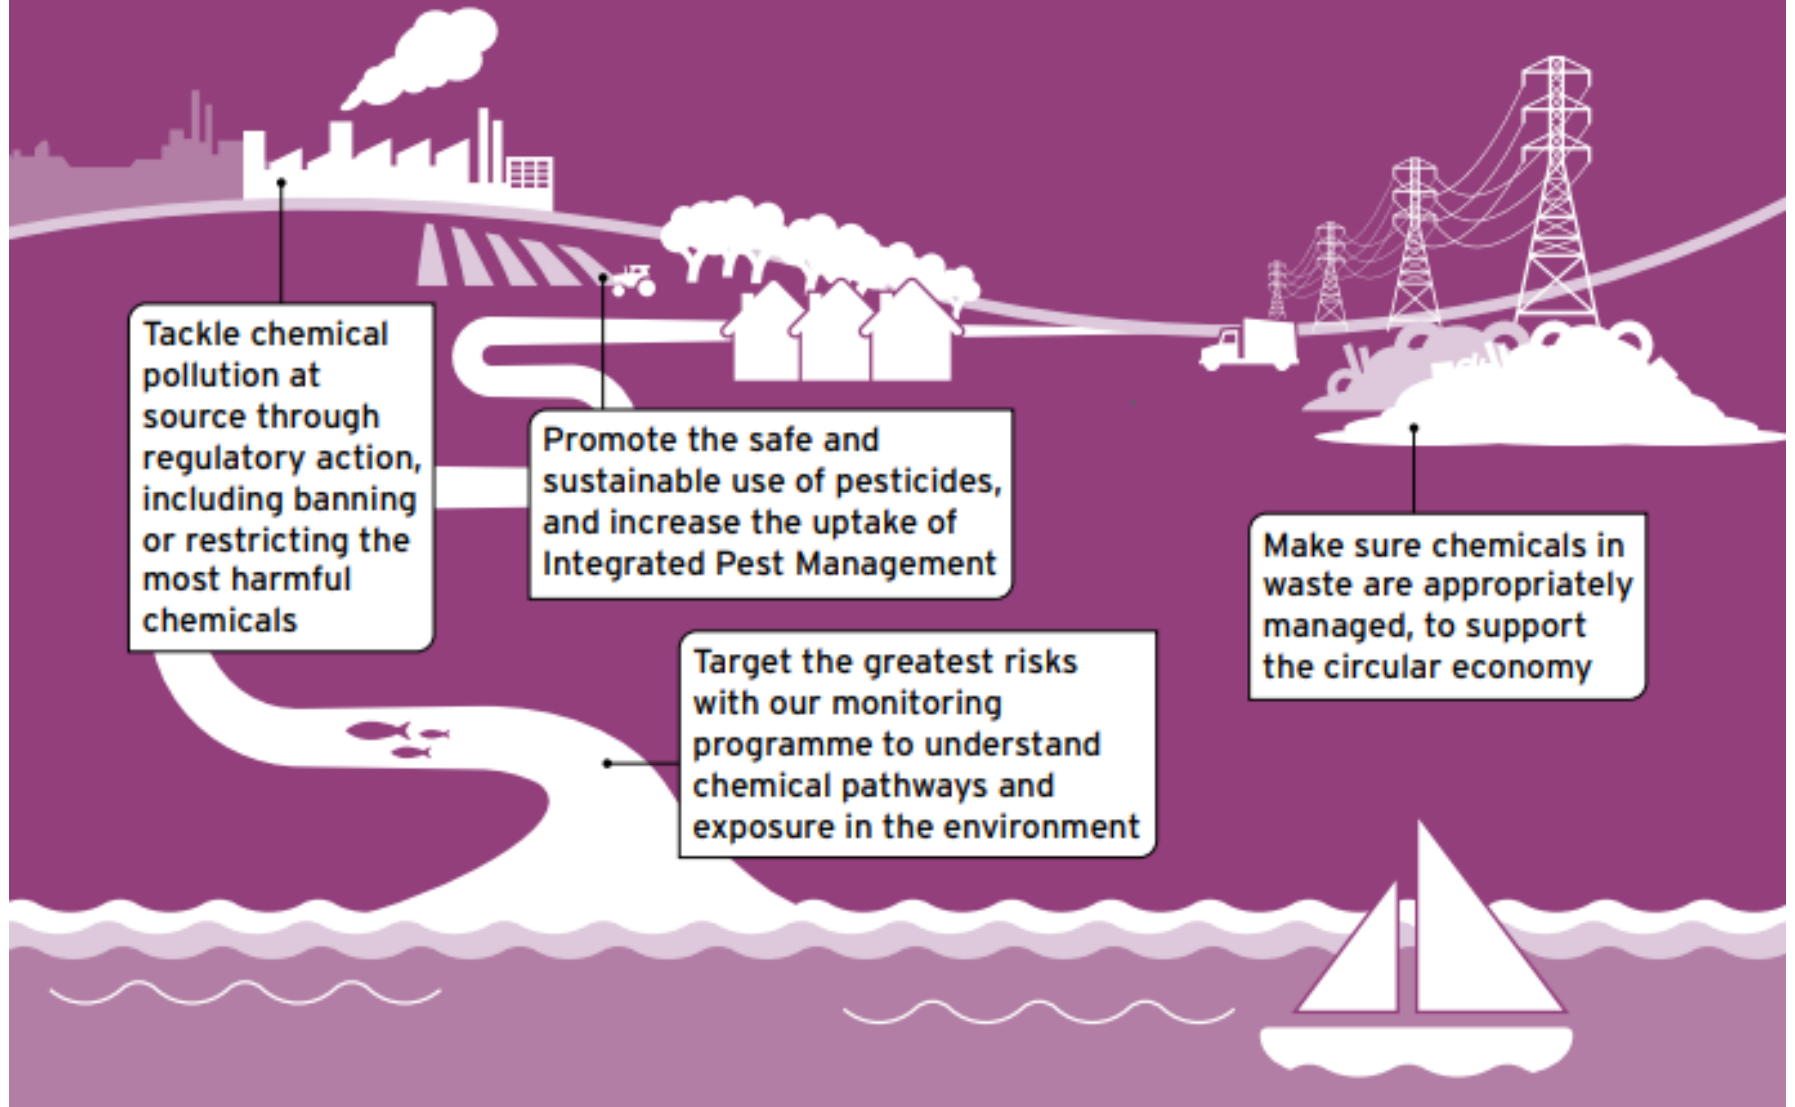 Tackle chemical
pollution at
source through
regulatory action,
including banning
or restricting the
most harmful
chemicals
Promote the safe and
sustainable use of pesticides,
and increase the uptake of
Integrated Pest Management
Make sure chemicals in
waste are appropriately
managed, to support
the circular economy
Target the greatest risks
with our monitoring
programme to understand
chemical pathways and
exposure in the environment